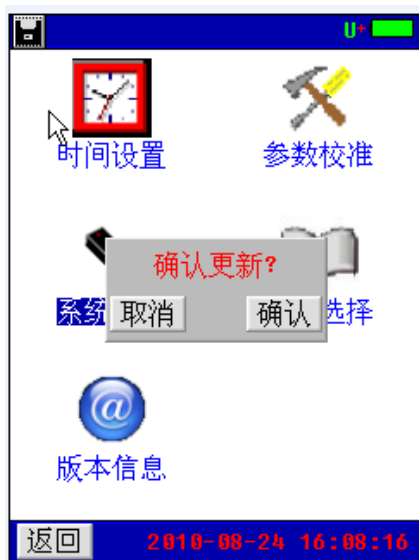 U+
时间设置 参数校准
确认更新?
系统 取消 确认 选择
版本信息
返回 2010-08-24 16:08:16